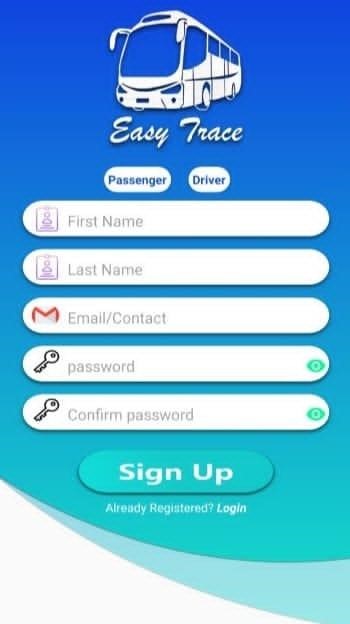 Easy Trace
Passenger Driver
First Name
Last Name
Email/Contact
password
Confirm password
Sign Up
Already Registered? Login